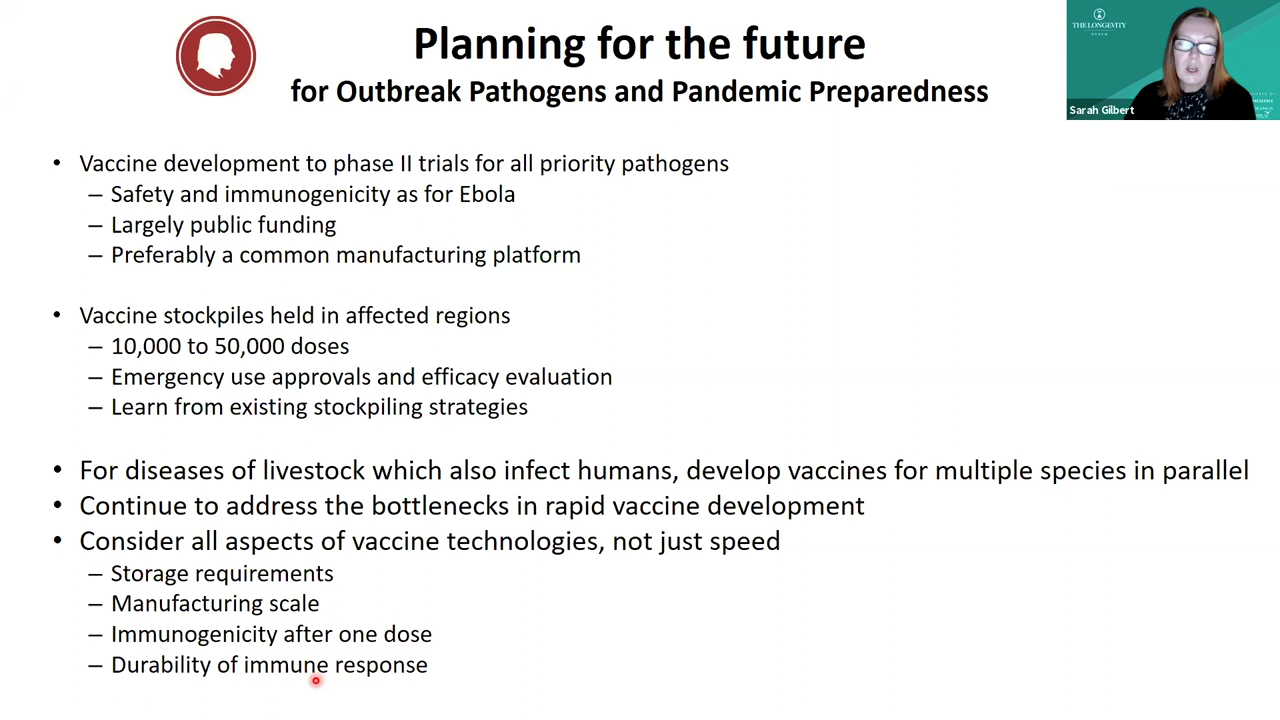 Planning for the future
for Outbreak Pathogens and Pandemic Preparedness
THE LONGEVITY
FORUM
Sarah Gilbert
• Vaccine development to phase II trials for all priority pathogens
– Safety and immunogenicity as for Ebola
– Largely public funding
– Preferably a common manufacturing platform
• Vaccine stockpiles held in affected regions
– 10,000 to 50,000 doses
– Emergency use approvals and efficacy evaluation
– Learn from existing stockpiling strategies
• For diseases of livestock which also infect humans, develop vaccines for multiple species in parallel
• Continue to address the bottlenecks in rapid vaccine development
• Consider all aspects of vaccine technologies, not just speed
– Storage requirements
– Manufacturing scale
– Immunogenicity after one dose
– Durability of immune response